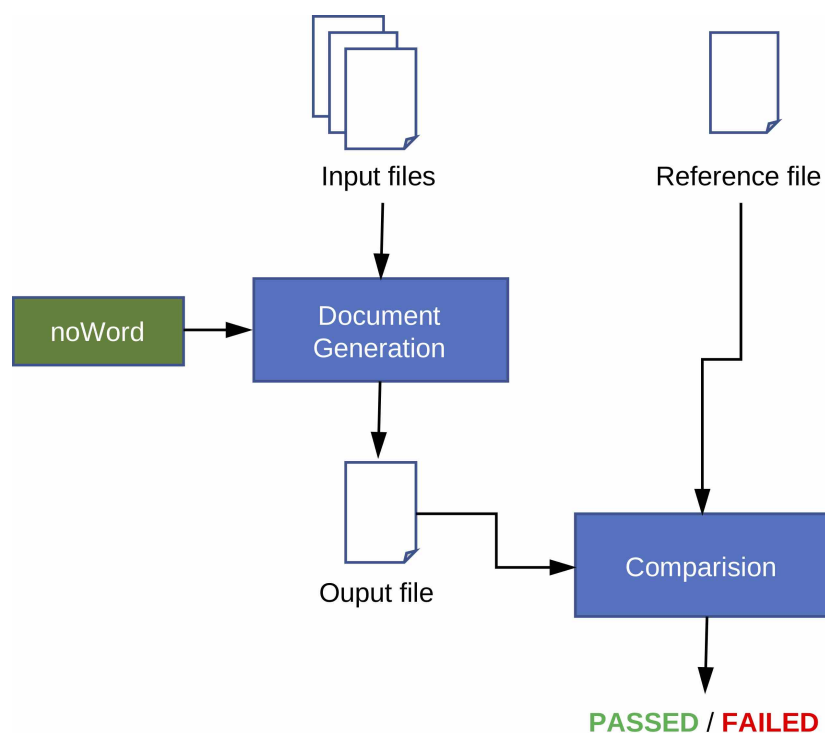 Input files
Reference file
noWord
Document
Generation
Ouput file
Comparision
PASSED / FAILED